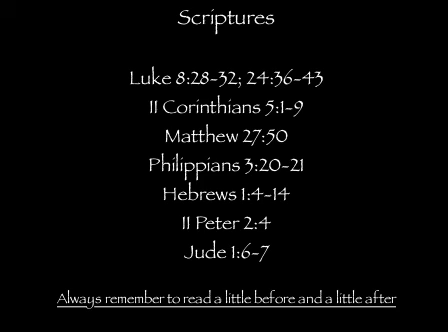 Scriptures
Luke 8:28-32; 24:36-43
II Corinthians 5:1-9
Matthew 27:50
Philippians 3:20-21
Hebrews 1:4-14
II Peter 2:4
Jude 1:6-7
Always remember to read a little before and a little after